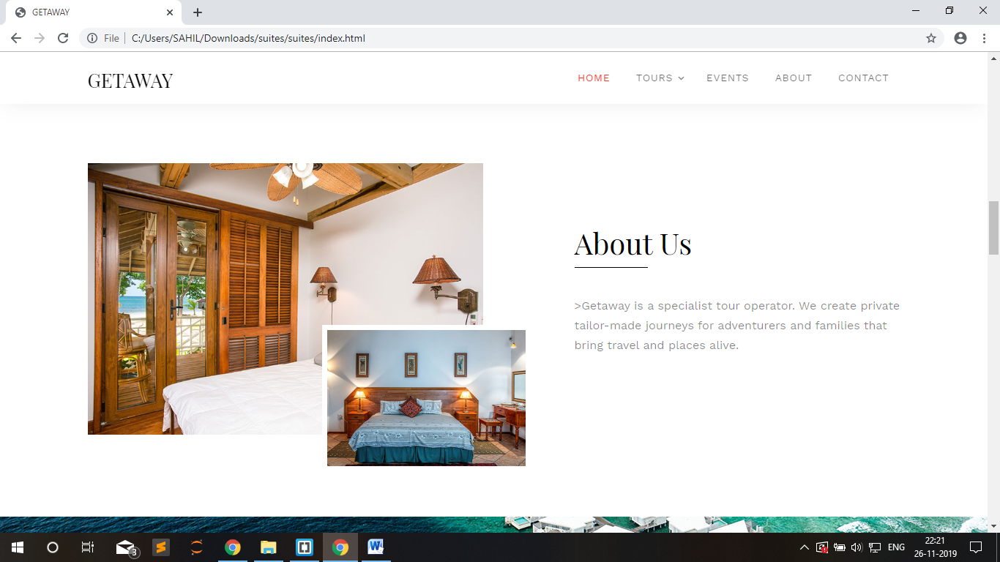 GETAWAY
File
C:/Users/SAHIL/Downloads/suites/suites/index.html
GETAWAY
HOME TOURS EVENTS ABOUT CONTACT
About Us
>Getaway is a specialist tour operator. We create private
tailor-made journeys for adventurers and families that
bring travel and places alive.
3
ENG
22:21
26-11-2019